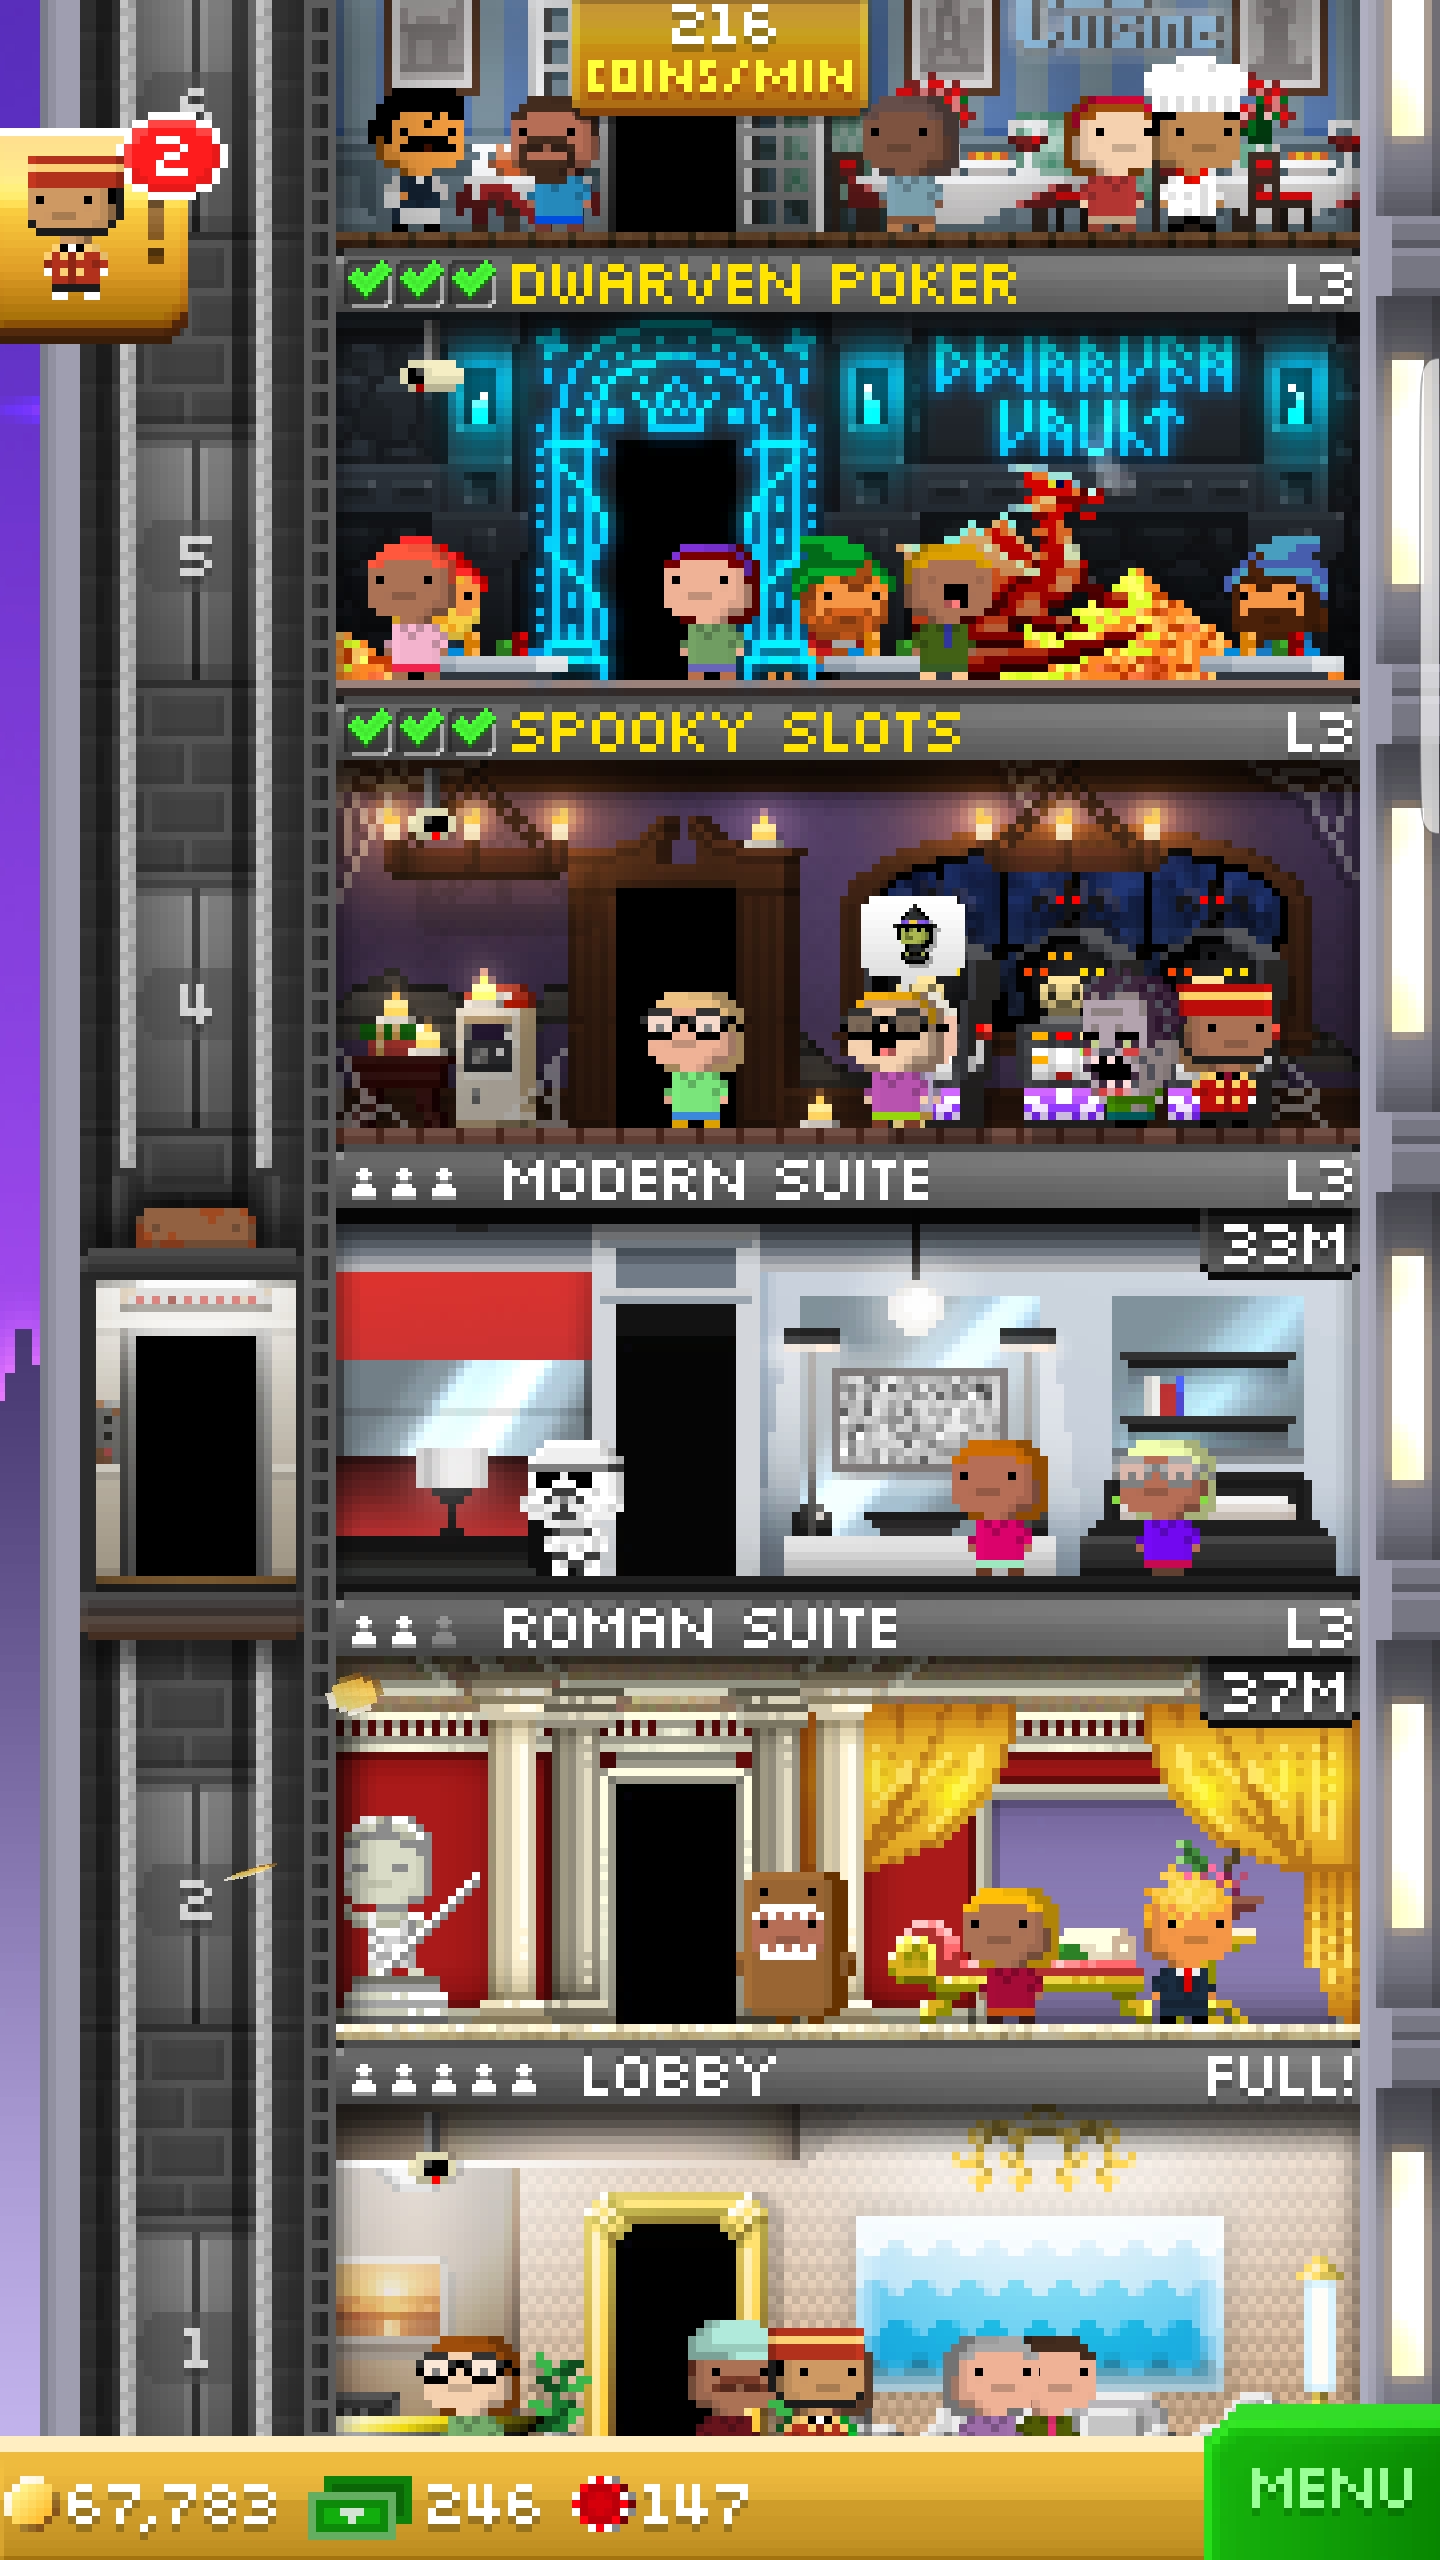 216
COINS/MIN
Cuisine
2
DWARVEN POKER
L3
DWARVEN
VAULT
5
SPOOKY SLOTS
L3
4
MODERN SUITE
L3
33M
ROMAN SUITE
L3
37M
2
LOBBY
FULL!
1
67,783
246
147
MENU